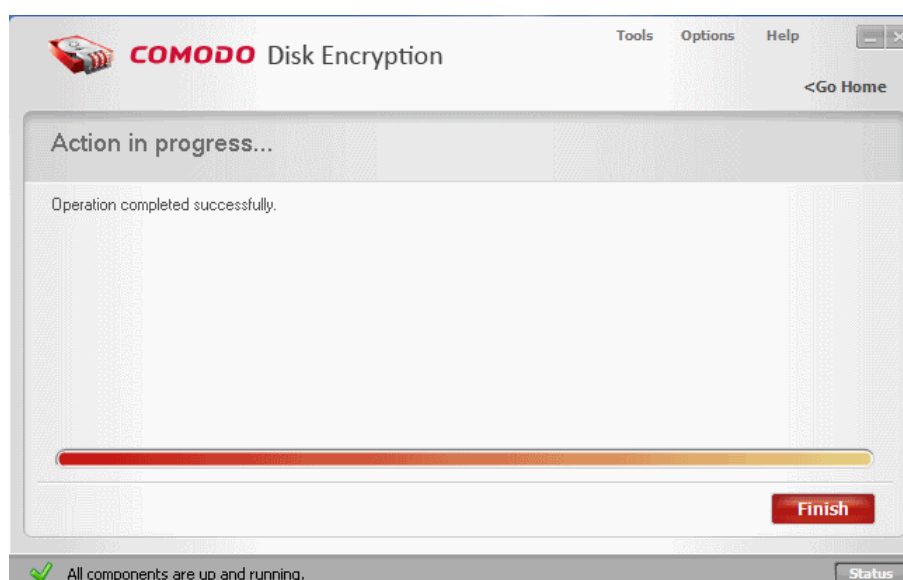 COMODO Disk Encryption
Tools Options Help
<Go Home
Action in progress...
Operation completed successfully.
Finish
All components are up and running.
Status